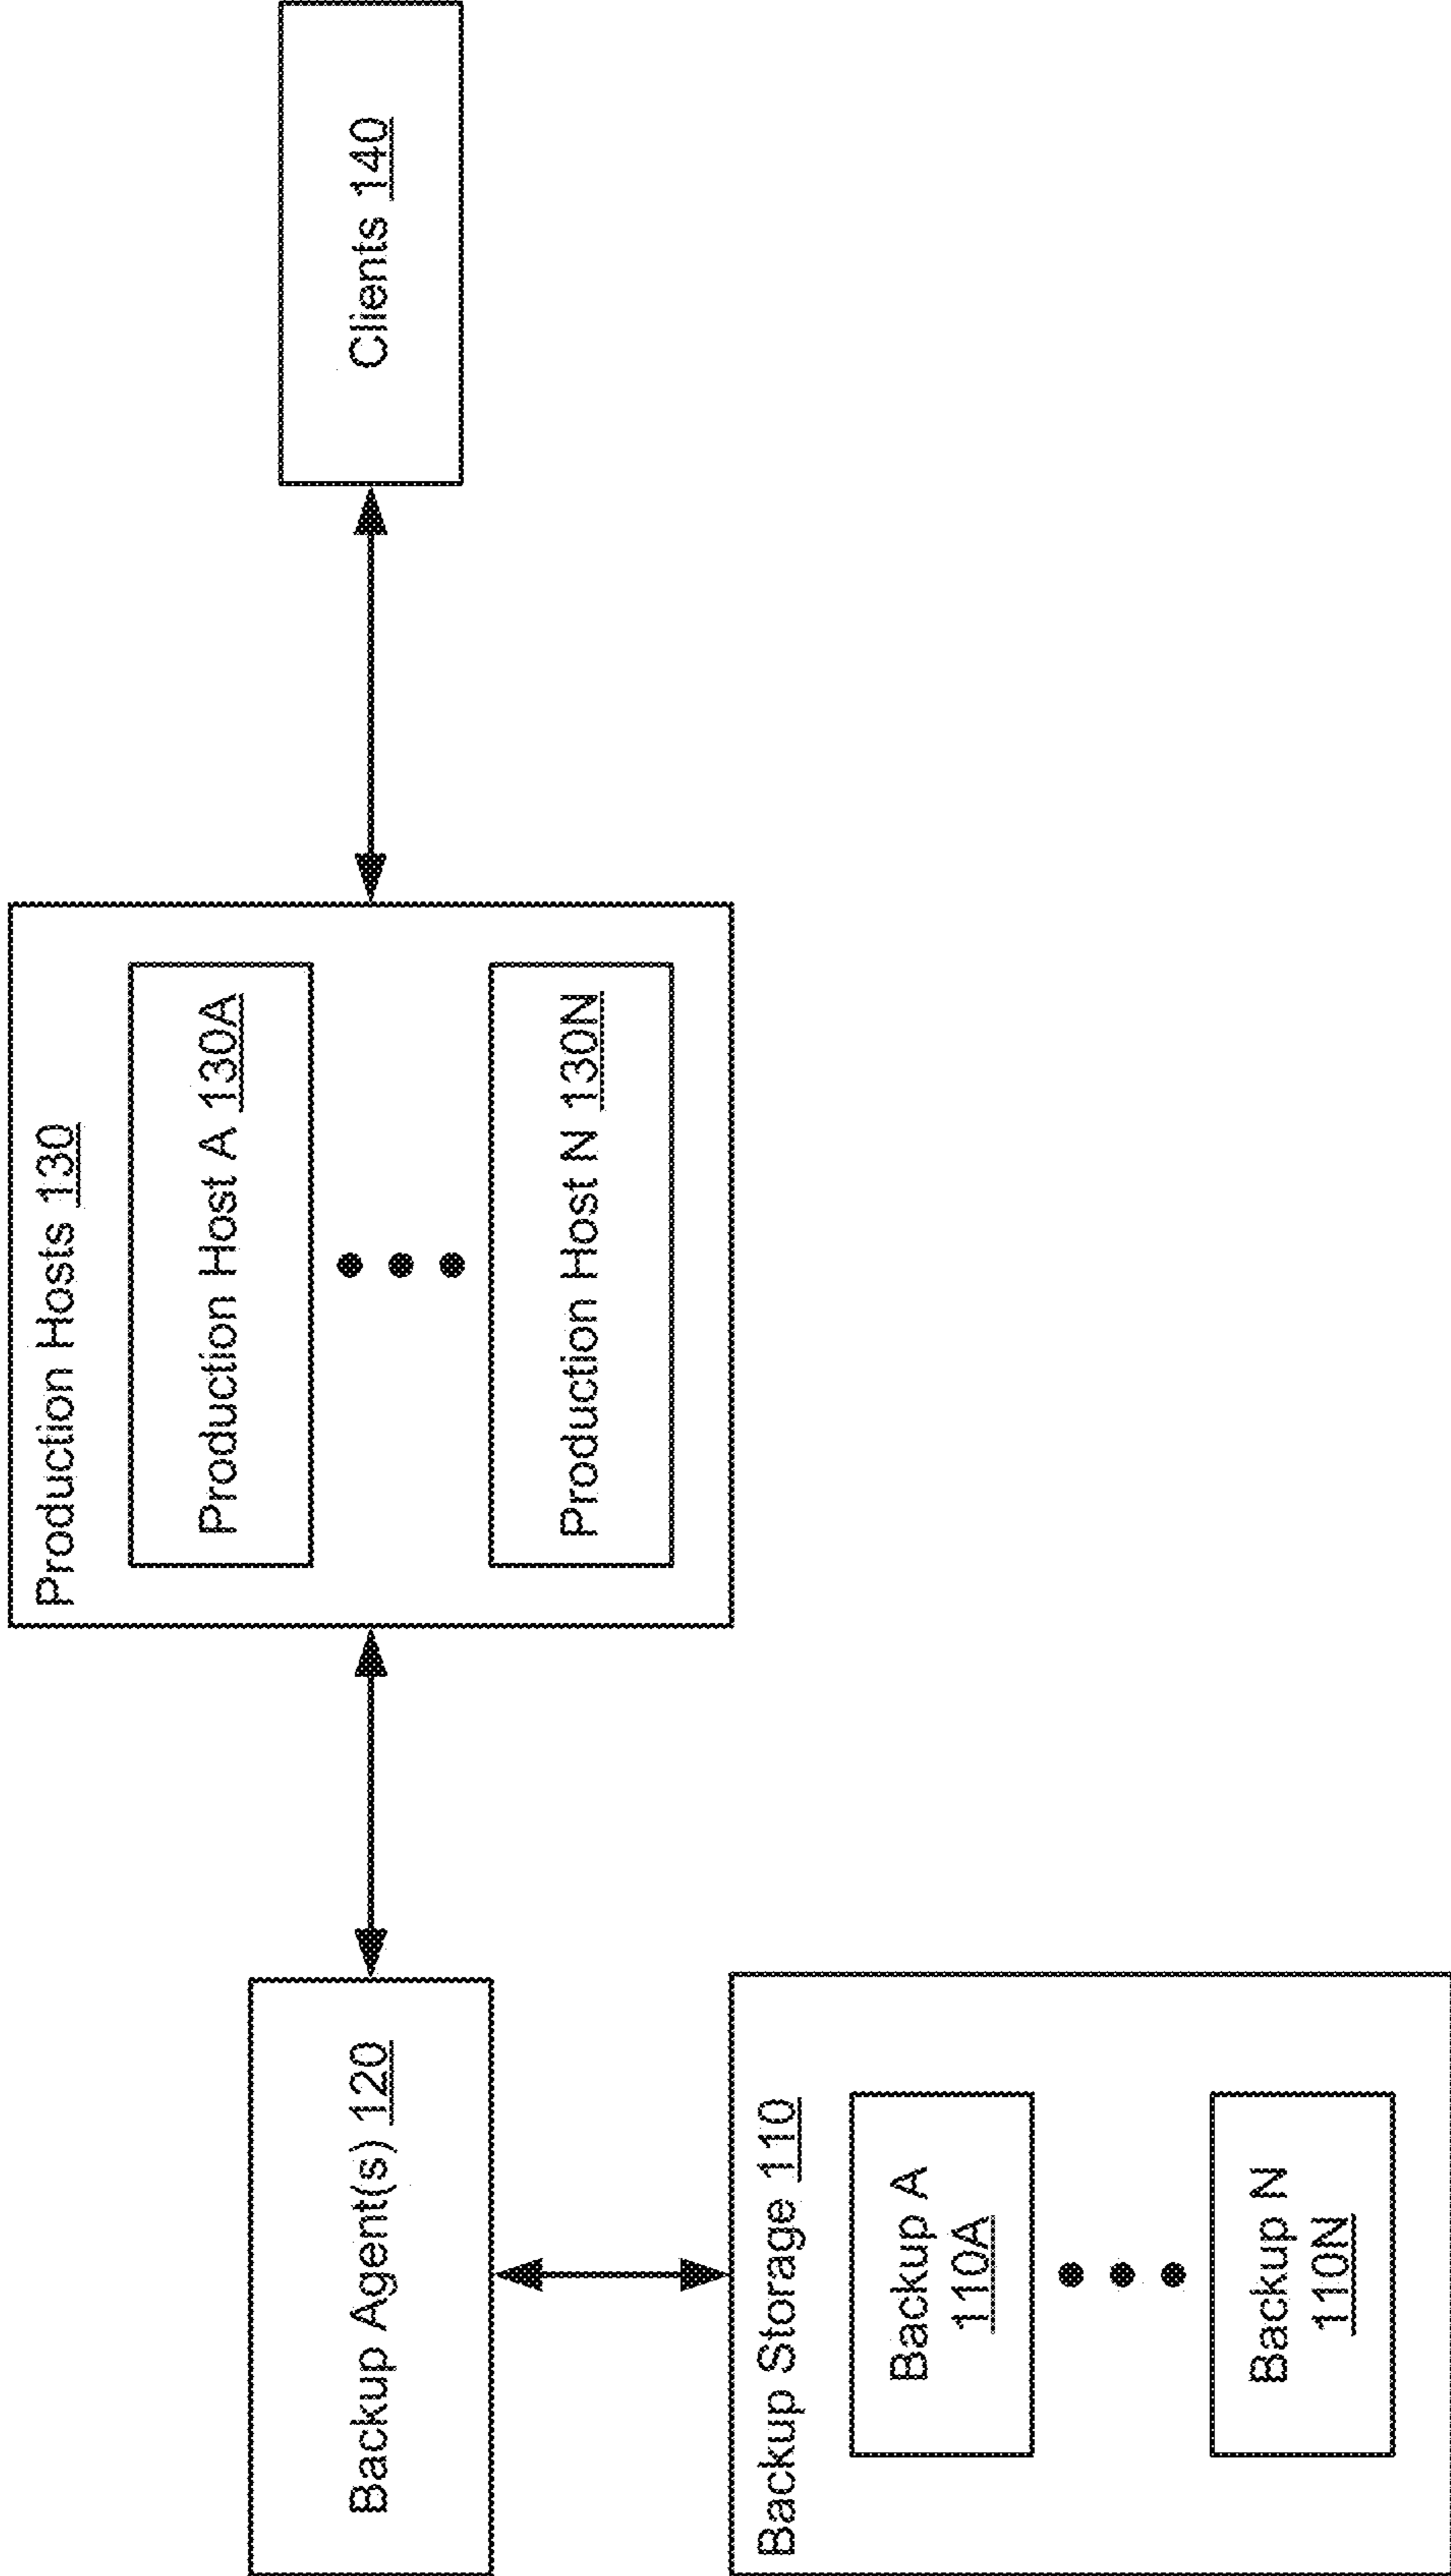 Backup Agent(s) 120
Production Hosts 130
Production Host A 130A
Production Host N 130N
Clients 140
Backup Storage 110
Backup A
110A
Backup N
110N